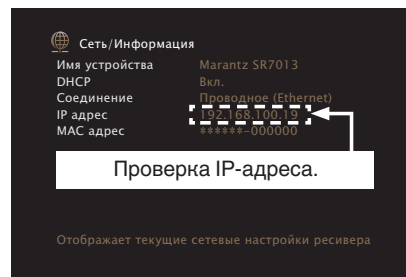 Сеть/Информация
Имя устройства Marantz SR7013
DHCP Вкл.
Соединение Проводное (Ethernet)
IP адрес 192.168.100.19
MAC адрес ******-000000
Проверка IP-адреса.
Отображает текущие сетевые настройки ресивера